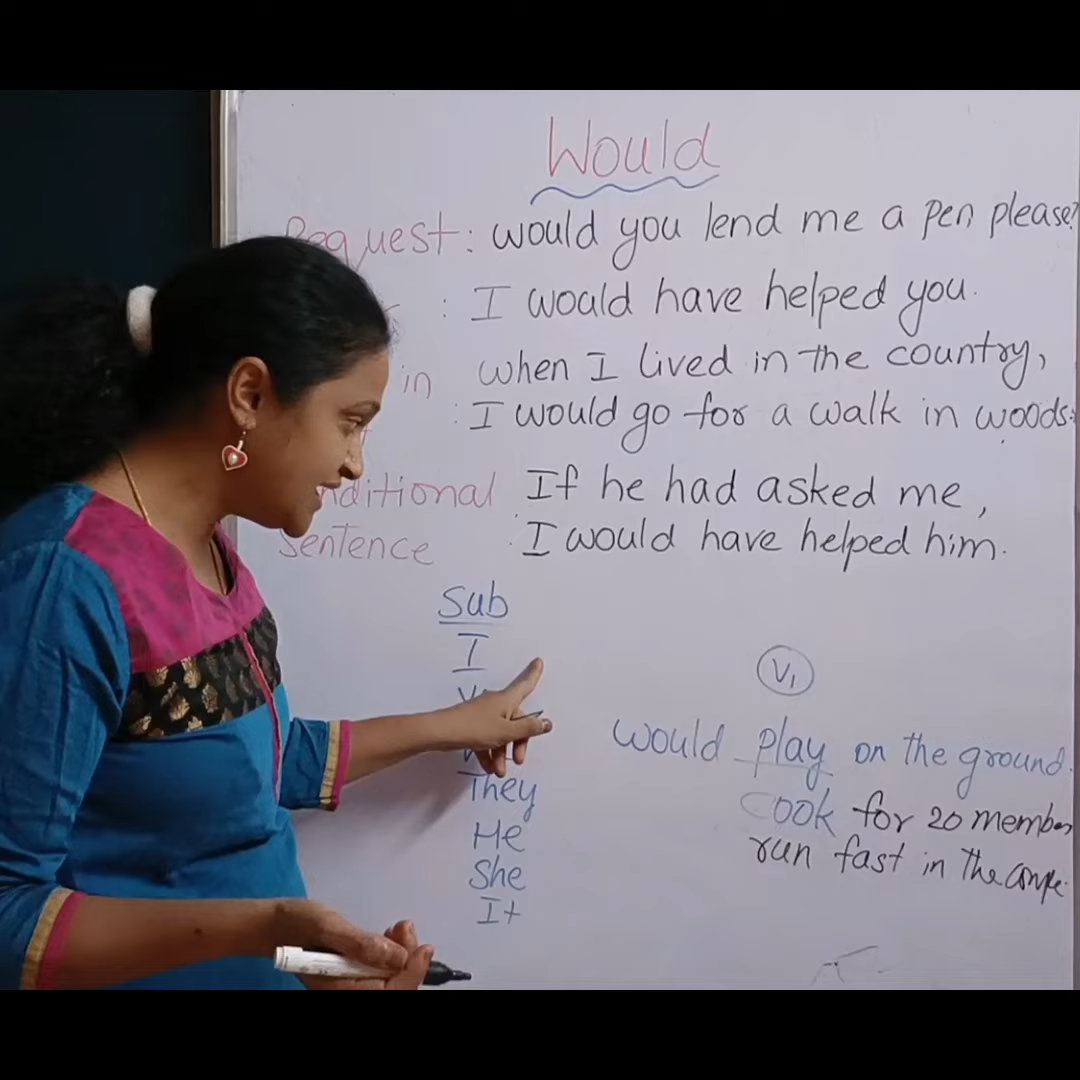 Would
Request: would you lend me a pen please?
: I would have helped you.
in when I lived in the country,
: I would go for a walk in woods.
Conditional If he had asked me,
Sentence : I would have helped him.
Sub
I
V1
They
would play on the ground.
He
Cook for 20 members
She
run fast in the
It